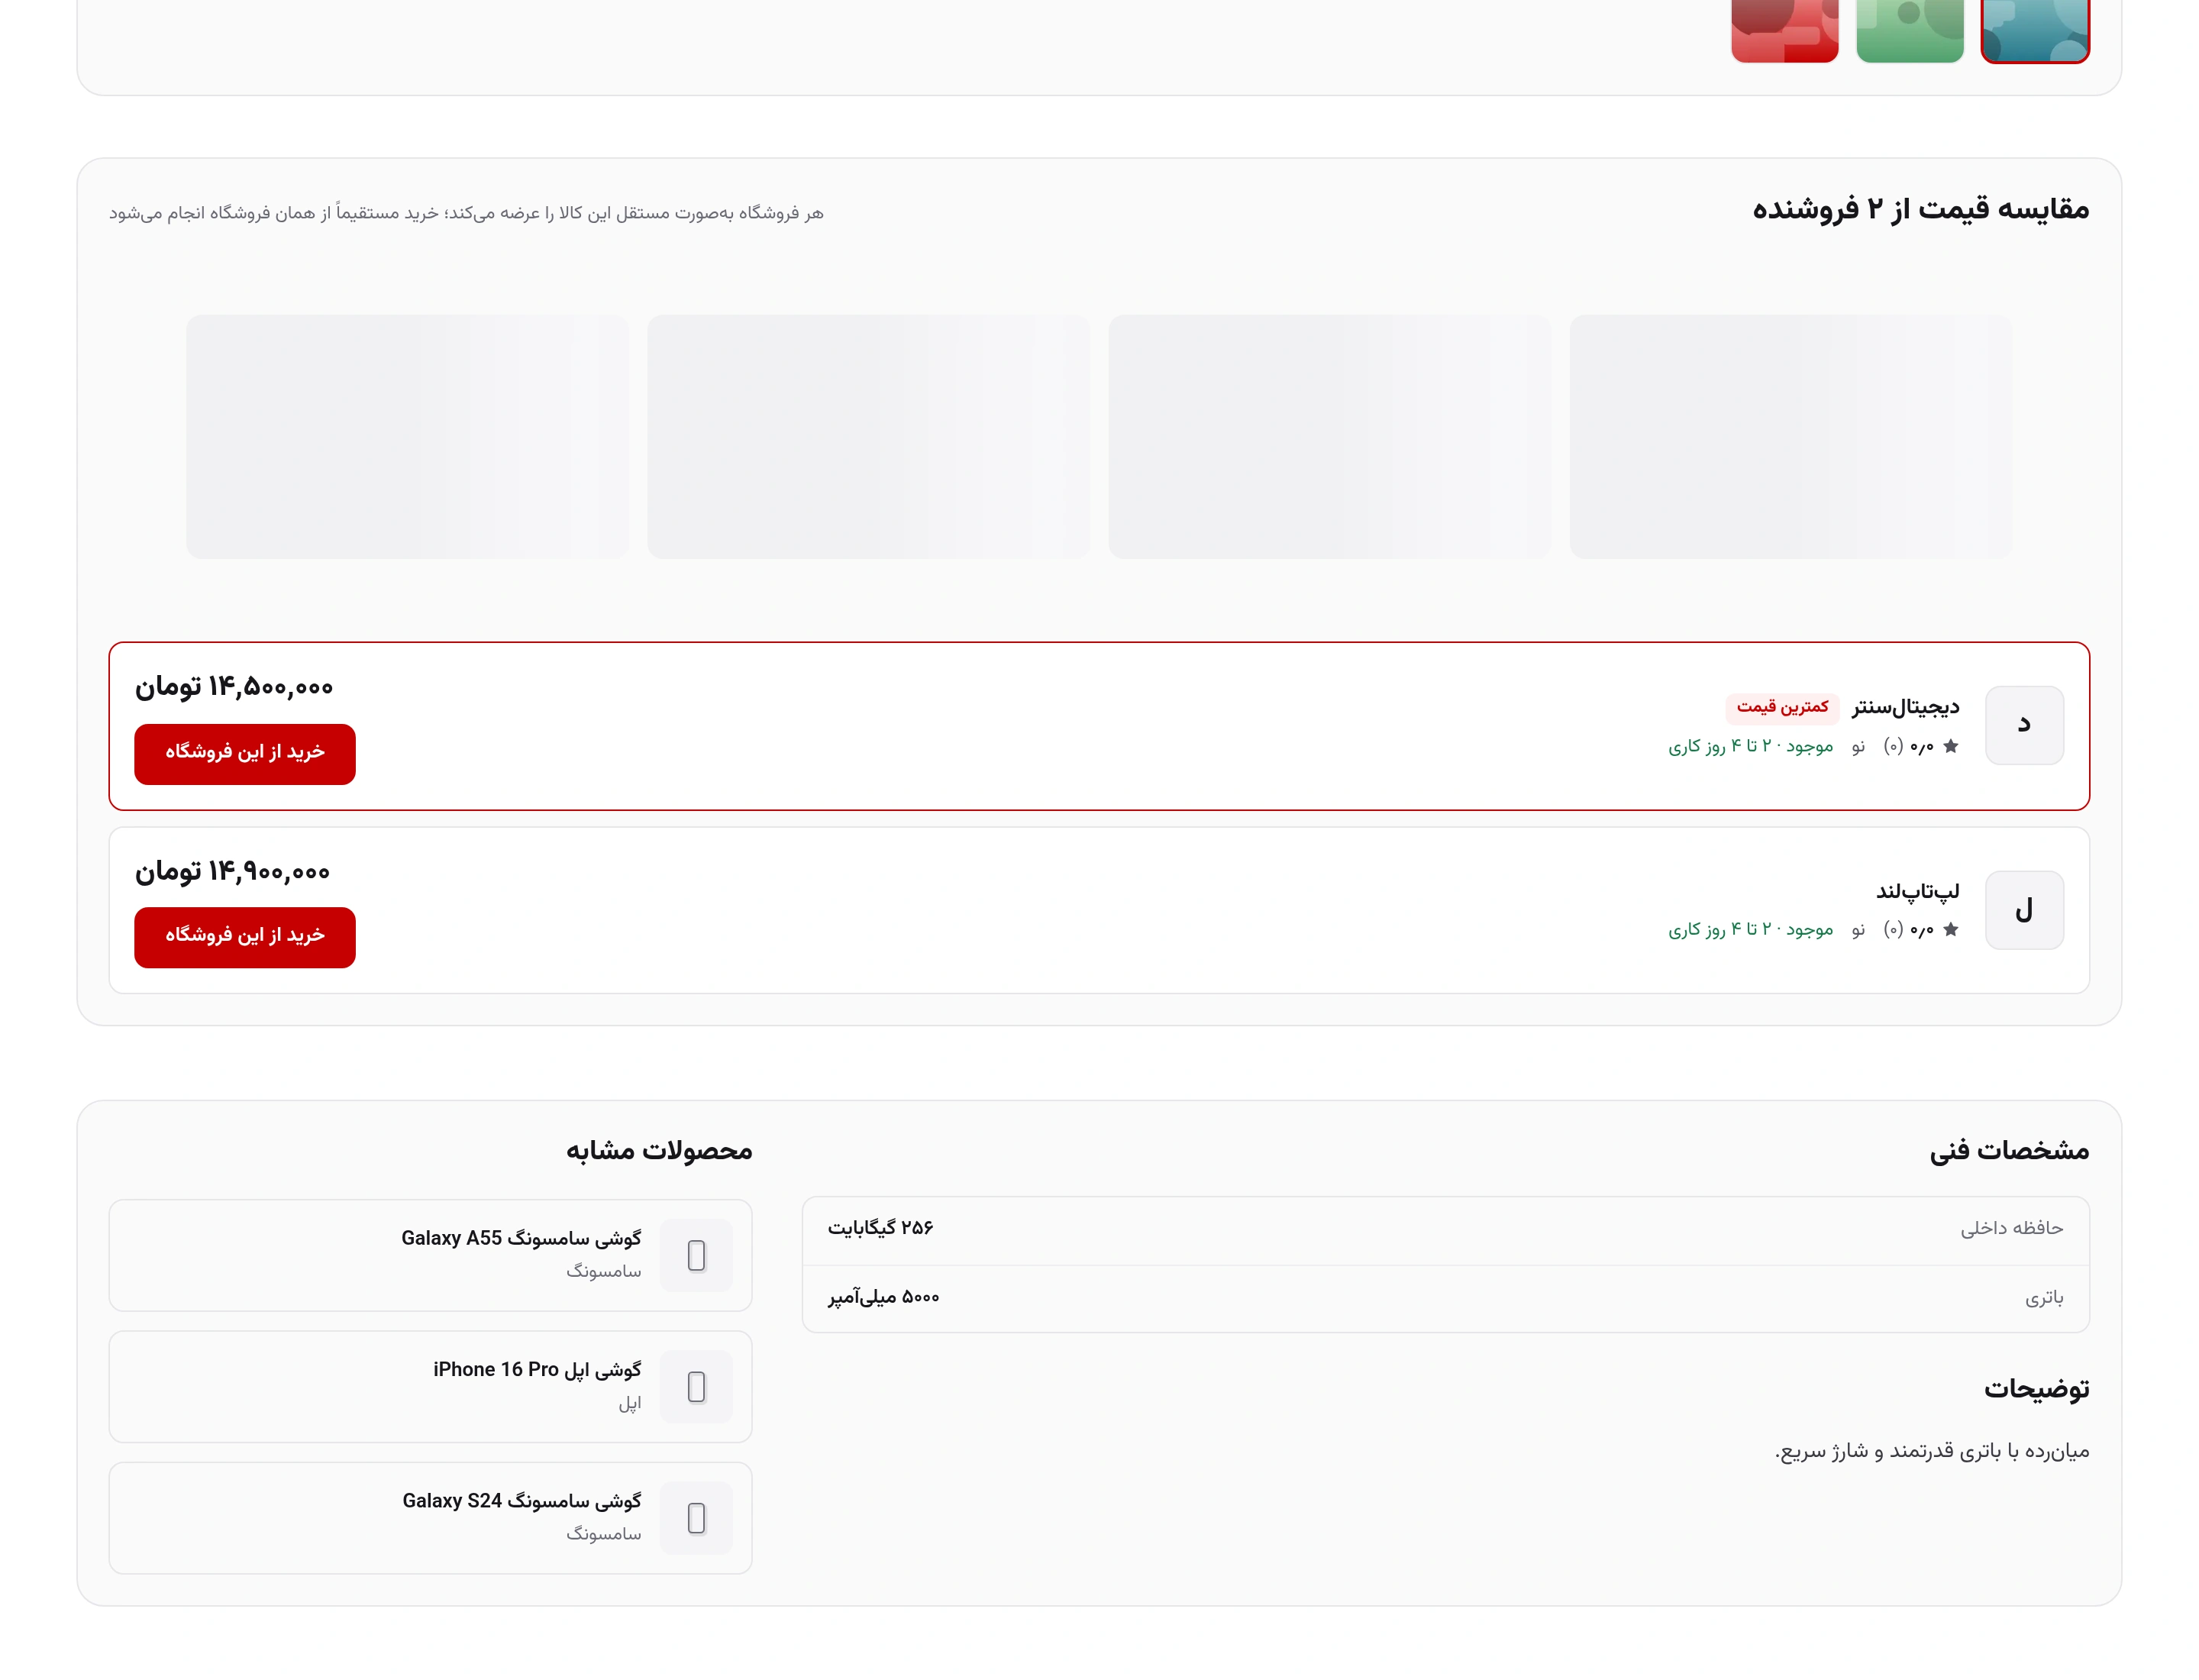 مقایسه قیمت از ۲ فروشنده
هر فروشگاه به‌صورت مستقل این کالا را عرضه می‌کند؛ خرید مستقیماً از همان فروشگاه انجام می‌شود
د
دیجیتال‌سنتر کمترین قیمت
۰٫۰ (۰) نو موجود · ۲ تا ۴ روز کاری
۱۴,۵۰۰,۰۰۰ تومان
خرید از این فروشگاه
ل
لپ‌تاپ‌لند
۰٫۰ (۰) نو موجود · ۲ تا ۴ روز کاری
۱۴,۹۰۰,۰۰۰ تومان
خرید از این فروشگاه
مشخصات فنی
حافظه داخلی ۲۵۶ گیگابایت
باتری ۵۰۰۰ میلی‌آمپر
توضیحات
میان‌رده با باتری قدرتمند و شارژ سریع.
محصولات مشابه
گوشی سامسونگ Galaxy A55
سامسونگ
گوشی اپل iPhone 16 Pro
اپل
گوشی سامسونگ Galaxy S24
سامسونگ